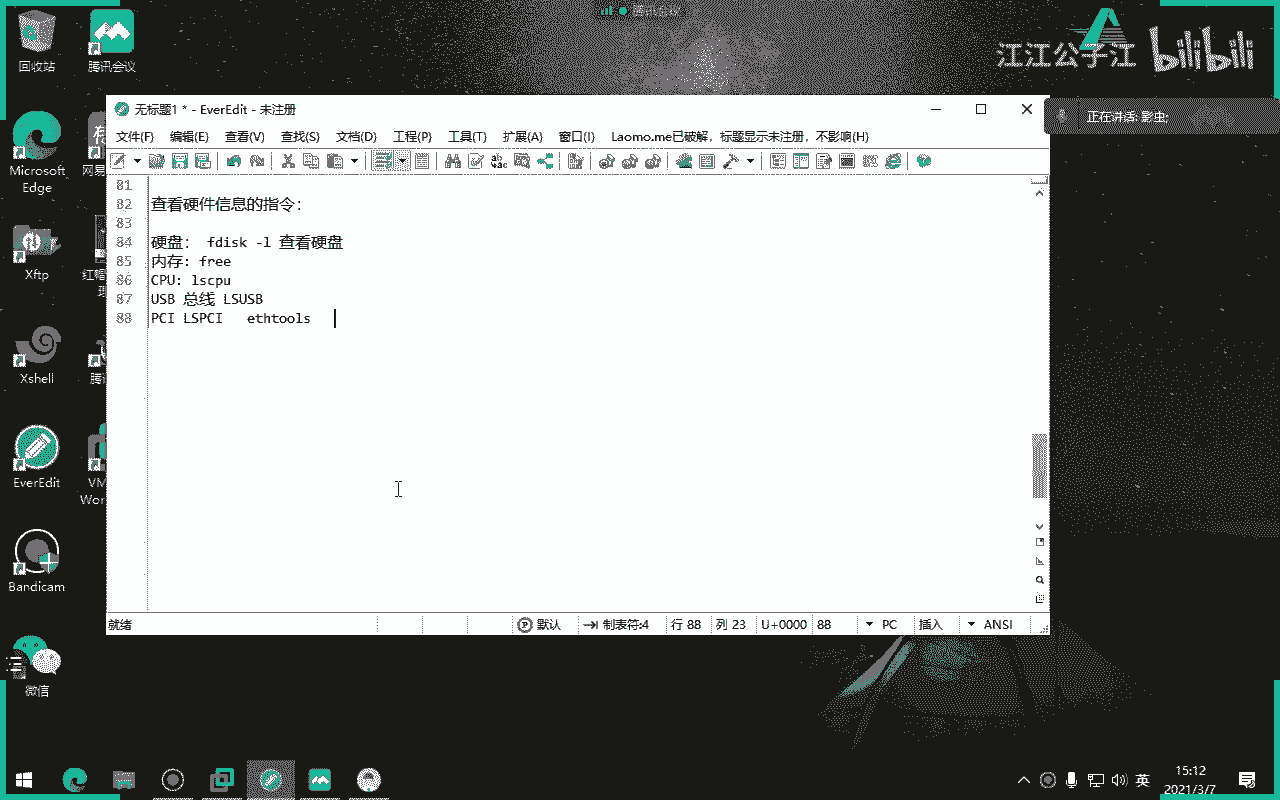 腾讯会议
江江公子江 bilibili
回收站
腾讯会议
Microsoft Edge
Xftp
Xshell
EverEdit
VM
Wor
Bandicam
微信
无标题1 * - EverEdit - 未注册
正在讲话: 影虫;
文件(F) 编辑(E) 查看(V) 查找(S) 文档(D) 工程(P) 工具(T) 扩展(A) 窗口(I) Laomo.me已破解，标题显示未注册，不影响(H)
81
82 查看硬件信息的指令：
83
84 硬盘： fdisk -l 查看硬盘
85 内存：free
86 CPU：lscpu
87 USB 总线 LSUSB
88 PCI LSPCI ethtools
就绪 默认 制表符:4 行 88 列 23 U+0000 88 PC 插入 ANSI
英 15:12
2021/3/7